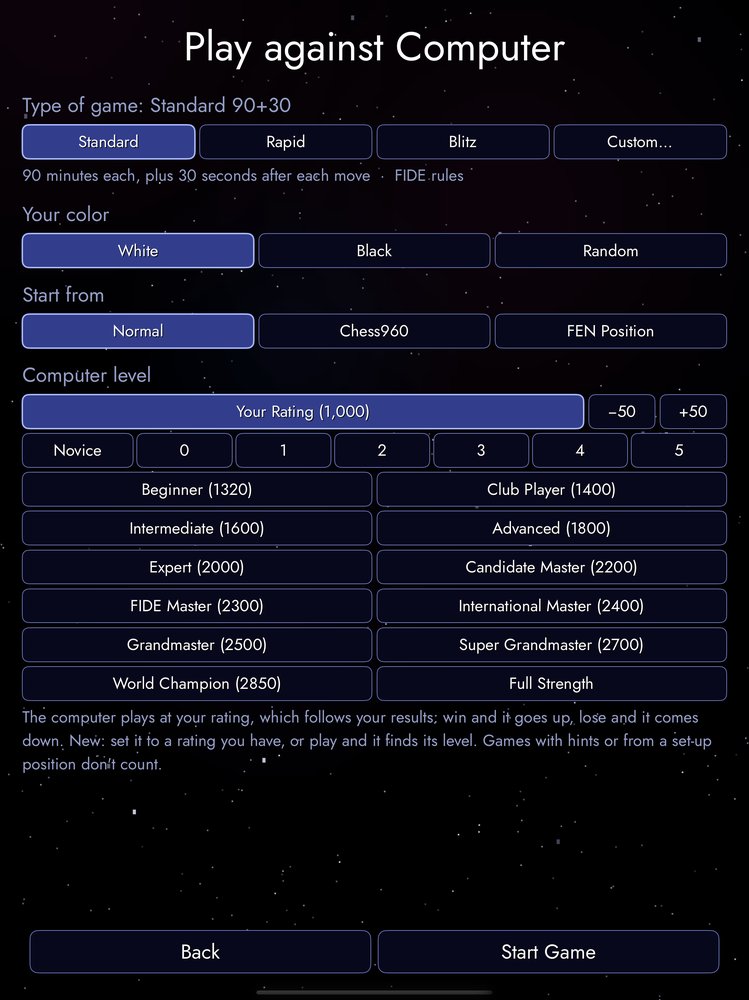 Play against Computer
Type of game: Standard 90+30
Standard Rapid Blitz Custom...
90 minutes each, plus 30 seconds after each move · FIDE rules
Your color
White Black Random
Start from
Normal Chess960 FEN Position
Computer level
Your Rating (1,000) −50 +50
Novice 0 1 2 3 4 5
Beginner (1320) Club Player (1400)
Intermediate (1600) Advanced (1800)
Expert (2000) Candidate Master (2200)
FIDE Master (2300) International Master (2400)
Grandmaster (2500) Super Grandmaster (2700)
World Champion (2850) Full Strength
The computer plays at your rating, which follows your results; win and it goes up, lose and it comes
down. New: set it to a rating you have, or play and it finds its level. Games with hints or from a set-up
position don't count.
Back Start Game